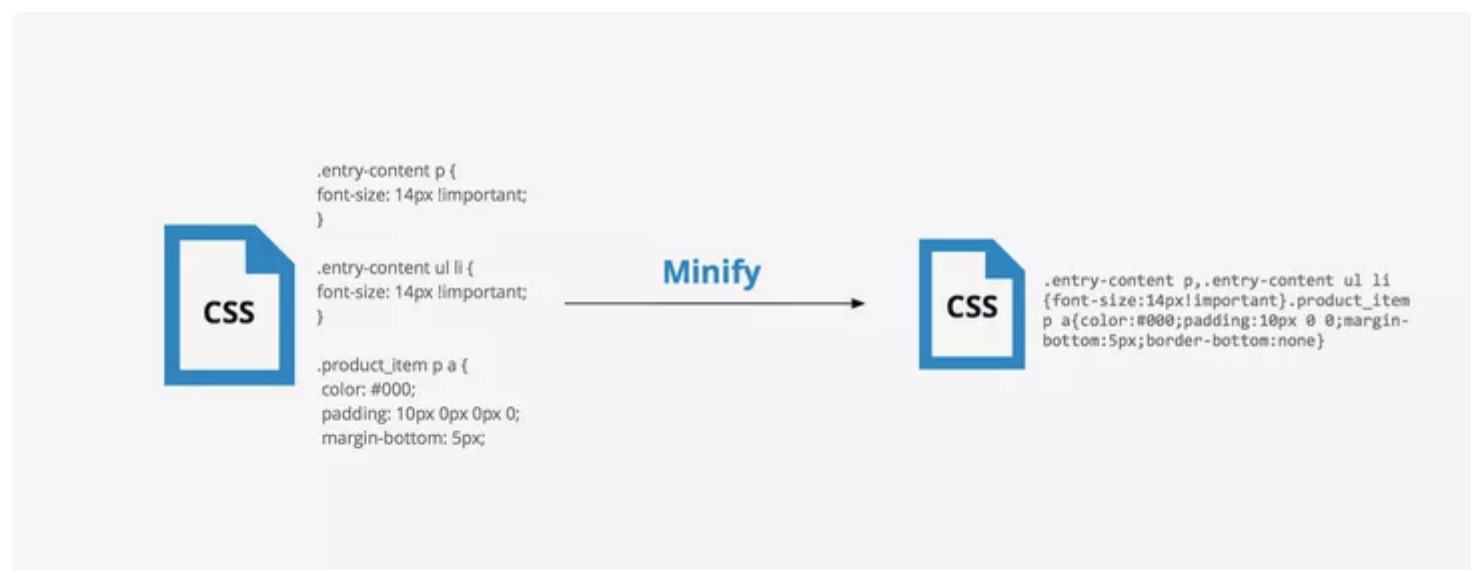 .entry-content p {
font-size: 14px !important;
}
.entry-content ul li {
font-size: 14px !important;
}
.product_item p a {
color: #000;
padding: 10px 0px 0px 0;
margin-bottom: 5px;
CSS
Minify
CSS
.entry-content p,.entry-content ul li
{font-size:14px!important}.product_item
p a{color:#000;padding:10px 0 0;margin-
bottom:5px;border-bottom:none}